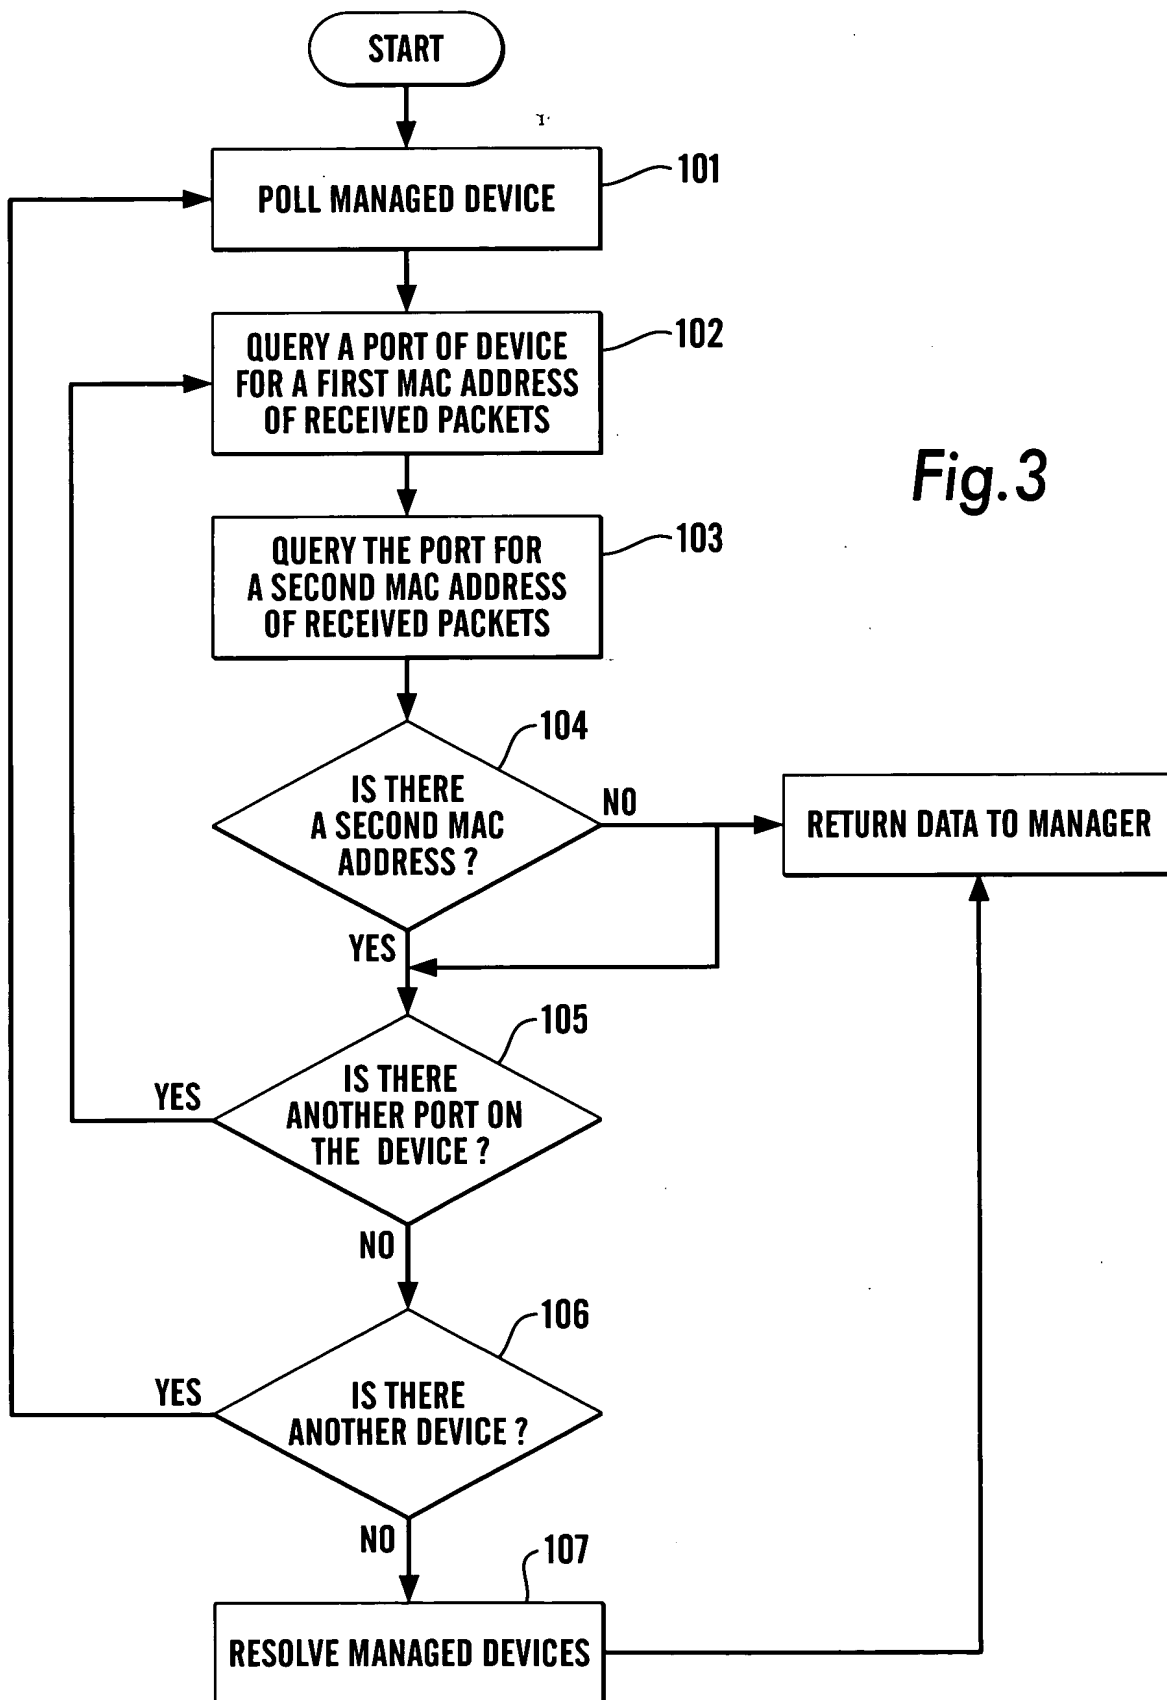 START
POLL MANAGED DEVICE
101
QUERY A PORT OF DEVICE
FOR A FIRST MAC ADDRESS
OF RECEIVED PACKETS
102
Fig.3
QUERY THE PORT FOR
A SECOND MAC ADDRESS
OF RECEIVED PACKETS
103
104
IS THERE
A SECOND MAC
ADDRESS ?
NO
RETURN DATA TO MANAGER
YES
105
IS THERE
ANOTHER PORT ON
THE DEVICE ?
YES
NO
106
IS THERE
ANOTHER DEVICE ?
YES
NO
107
RESOLVE MANAGED DEVICES